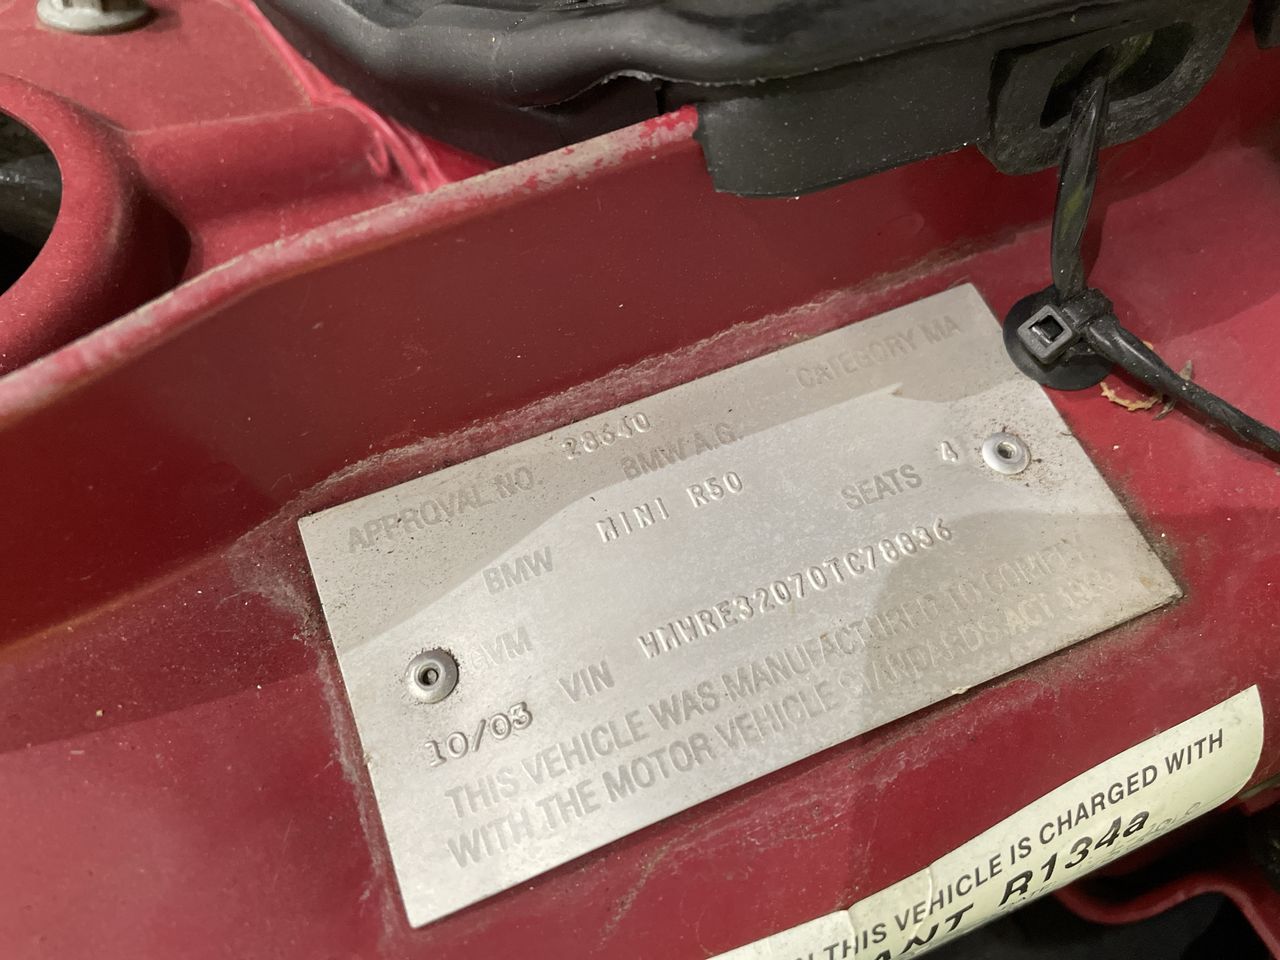 APPROVAL NO. 28640 CATEGORY MA
BMW A.G.
BMW MINI R50 SEATS 4
GVM
10/03 VIN WMWRE32070TC78836
THIS VEHICLE WAS MANUFACTURED TO COMPLY
WITH THE MOTOR VEHICLE STANDARDS ACT
THIS VEHICLE IS CHARGED WITH
R134a